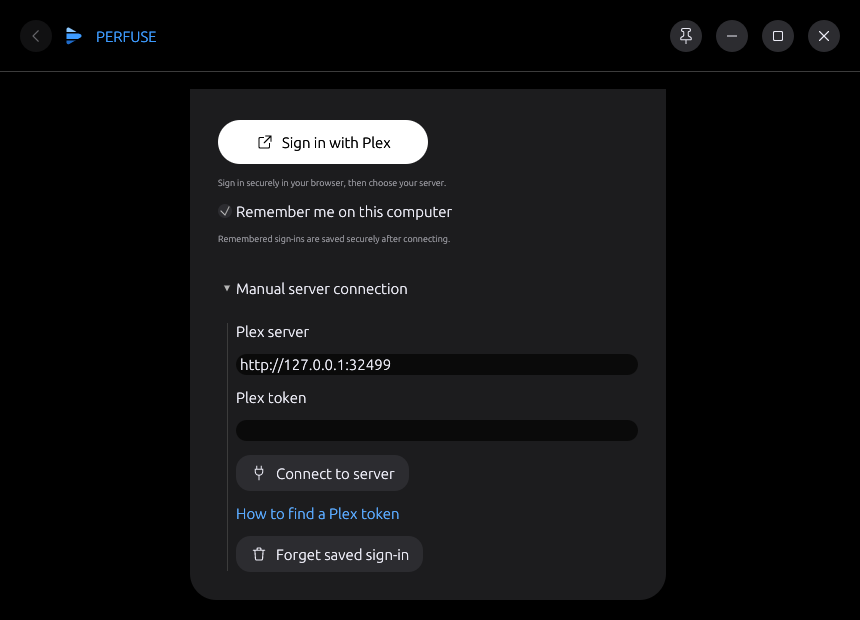 PERFUSE
Sign in with Plex
Sign in securely in your browser, then choose your server.
Remember me on this computer
Remembered sign-ins are saved securely after connecting.
Manual server connection
Plex server
http://127.0.0.1:32499
Plex token
Connect to server
How to find a Plex token
Forget saved sign-in